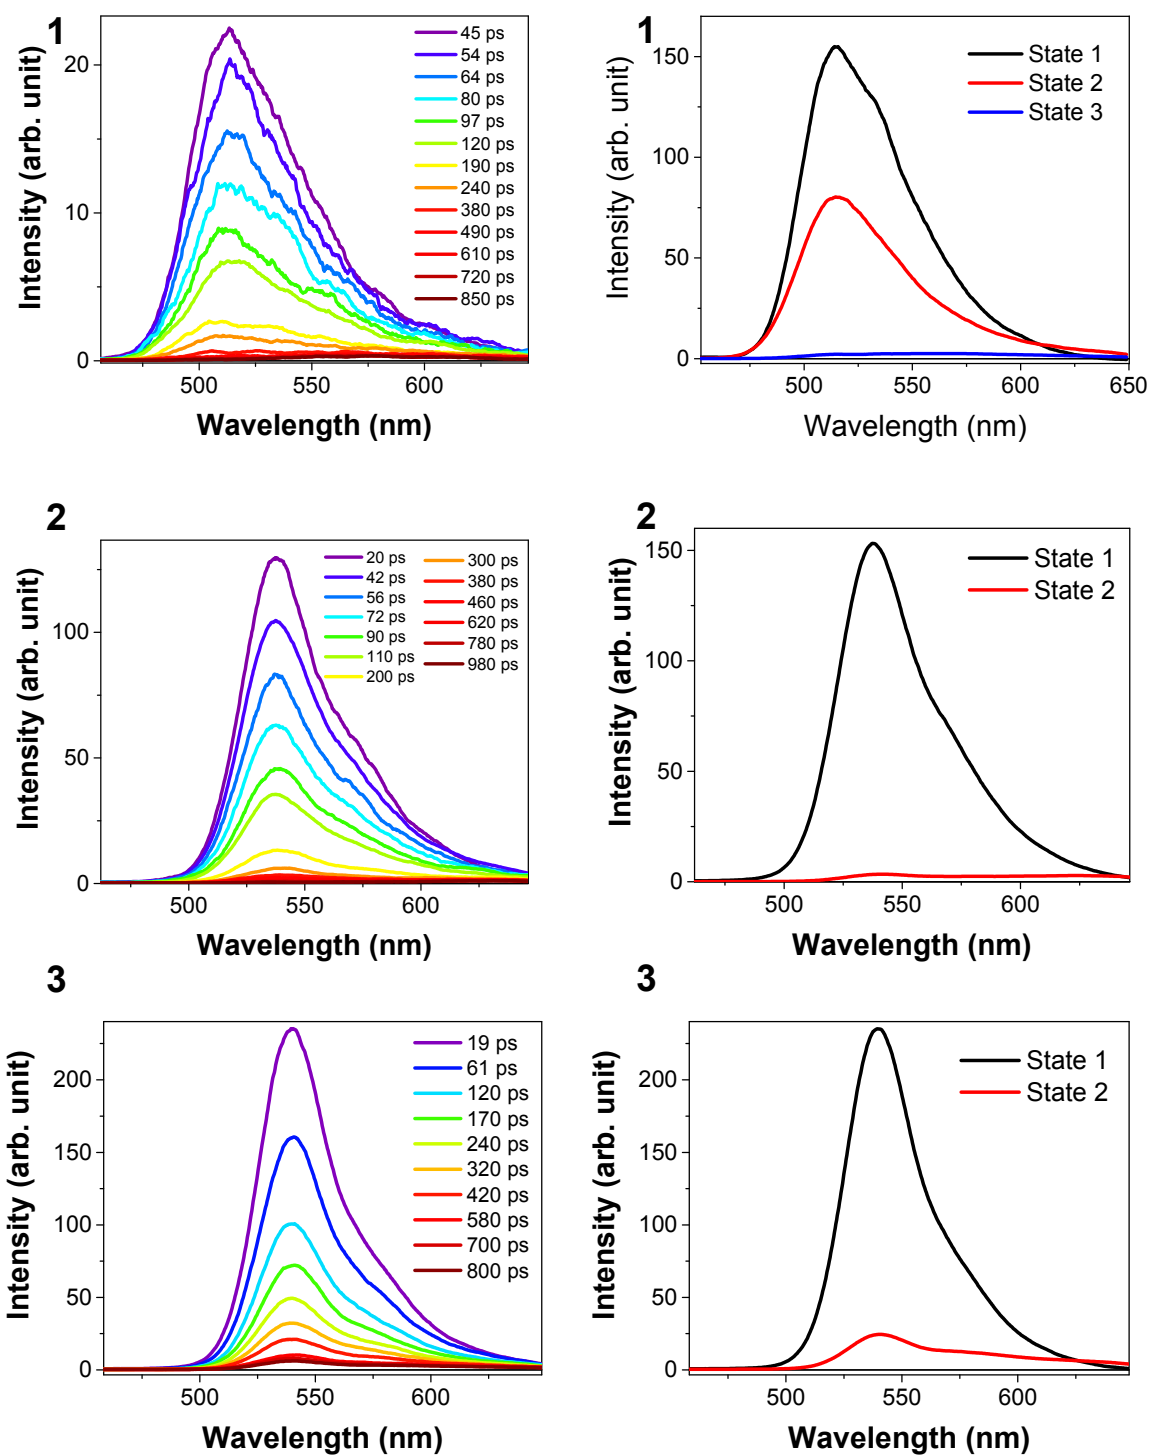 1
Intensity (arb. unit)
20
10
0
500
550
600
Wavelength (nm)
45 ps
54 ps
64 ps
80 ps
97 ps
120 ps
190 ps
240 ps
380 ps
490 ps
610 ps
720 ps
850 ps
1
Intensity (arb. unit)
150
100
50
0
500
550
600
650
Wavelength (nm)
State 1
State 2
State 3
2
Intensity (arb. unit)
100
50
0
500
550
600
Wavelength (nm)
20 ps
42 ps
56 ps
72 ps
90 ps
110 ps
200 ps
300 ps
380 ps
460 ps
620 ps
780 ps
980 ps
2
Intensity (arb. unit)
150
100
50
0
500
550
600
Wavelength (nm)
State 1
State 2
3
Intensity (arb. unit)
200
150
100
50
0
500
550
600
Wavelength (nm)
19 ps
61 ps
120 ps
170 ps
240 ps
320 ps
420 ps
580 ps
700 ps
800 ps
3
Intensity (arb. unit)
200
150
100
50
0
500
550
600
Wavelength (nm)
State 1
State 2